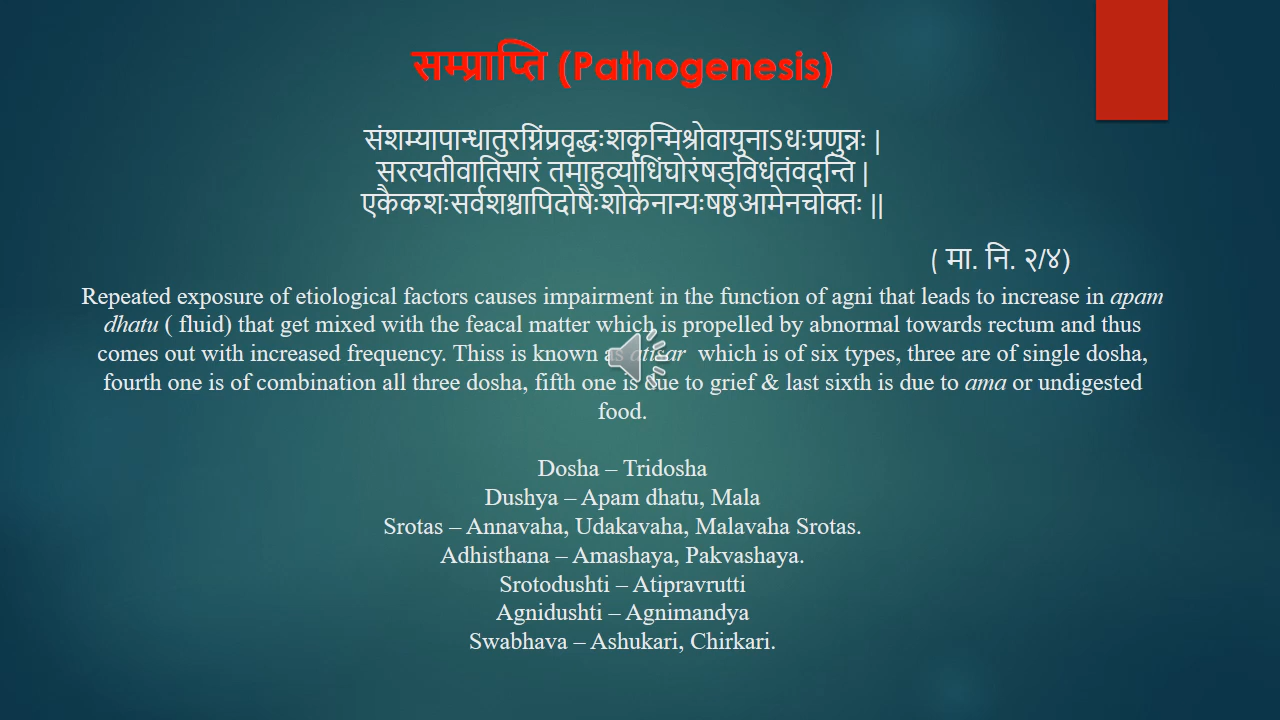 सम्प्राप्ति (Pathogenesis)
संशम्यापान्धातुरग्निंप्रवृद्धःशकृन्मिश्रोवायुनाऽधःप्रणुन्नः |
सरत्यतीवातिसारं तमाहुर्व्याधिंघोरंषड्विधंतंवदन्ति |
एकैकशःसर्वशश्चापिदोषैःशोकेनान्यःषष्ठआमेनचोक्तः ||
( मा. नि. २/४)
Repeated exposure of etiological factors causes impairment in the function of agni that leads to increase in apam
dhatu ( fluid) that get mixed with the feacal matter which is propelled by abnormal towards rectum and thus
comes out with increased frequency. Thiss is known as atisar which is of six types, three are of single dosha,
fourth one is of combination all three dosha, fifth one is due to grief & last sixth is due to ama or undigested
food.
Dosha – Tridosha
Dushya – Apam dhatu, Mala
Srotas – Annavaha, Udakavaha, Malavaha Srotas.
Adhisthana – Amashaya, Pakvashaya.
Srotodushti – Atipravrutti
Agnidushti – Agnimandya
Swabhava – Ashukari, Chirkari.